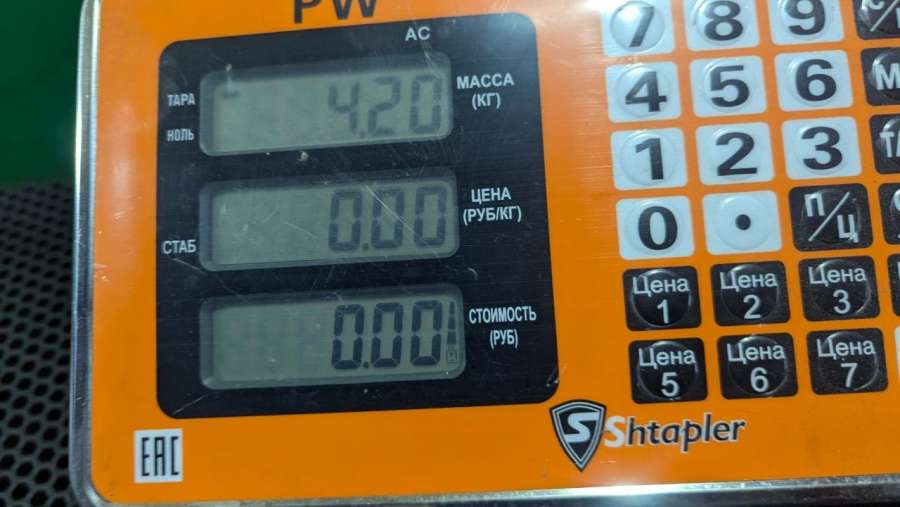 PW
AC
ТАРА
НОЛЬ
4.20
МАССА
(КГ)
СТАБ
0.00
ЦЕНА
(РУБ/КГ)
0.00
СТОИМОСТЬ
(РУБ)
7 8 9
4 5 6
1 2 3
0 • П/Ц
Цена 1
Цена 2
Цена 3
Цена 5
Цена 6
Цена 7
EAC
S Shtapler